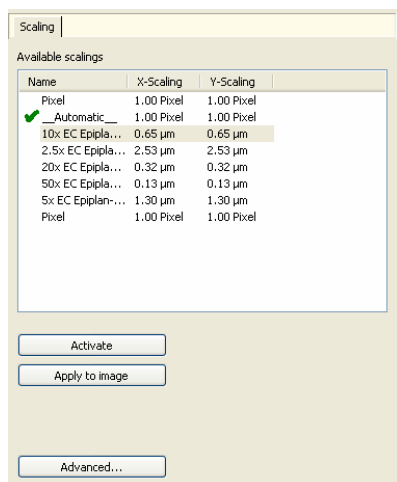 Scaling
Available scalings
Name X-Scaling Y-Scaling
Pixel 1.00 Pixel 1.00 Pixel
__Automatic__ 1.00 Pixel 1.00 Pixel
10x EC Epipla... 0.65 µm 0.65 µm
2.5x EC Epipla... 2.53 µm 2.53 µm
20x EC Epipla... 0.32 µm 0.32 µm
50x EC Epipla... 0.13 µm 0.13 µm
5x EC Epiplan-... 1.30 µm 1.30 µm
Pixel 1.00 Pixel 1.00 Pixel
Activate
Apply to image
Advanced...